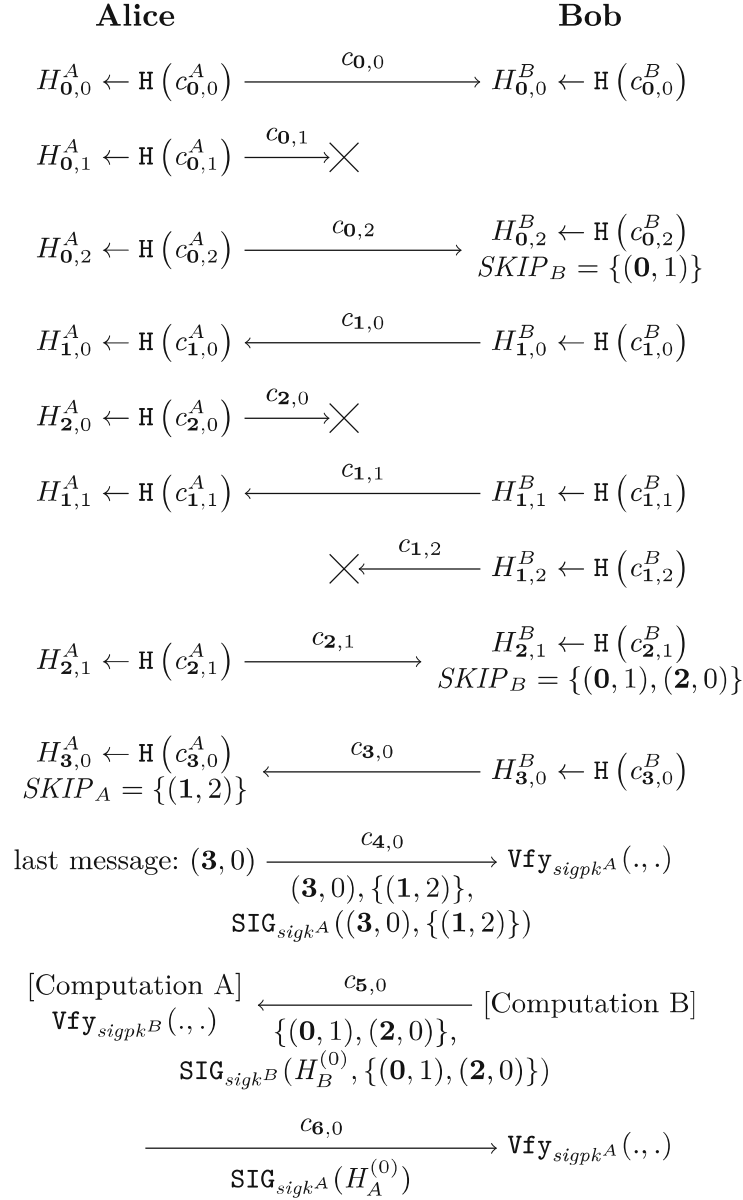 Alice Bob
c_{𝟎,0}
H^A_{𝟎,0} ← H(c^A_{𝟎,0}) H^B_{𝟎,0} ← H(c^B_{𝟎,0})
c_{𝟎,1}
H^A_{𝟎,1} ← H(c^A_{𝟎,1})
c_{𝟎,2}
H^A_{𝟎,2} ← H(c^A_{𝟎,2}) H^B_{𝟎,2} ← H(c^B_{𝟎,2})
SKIP_B = {(𝟎, 1)}
c_{𝟏,0}
H^A_{𝟏,0} ← H(c^A_{𝟏,0}) H^B_{𝟏,0} ← H(c^B_{𝟏,0})
c_{𝟐,0}
H^A_{𝟐,0} ← H(c^A_{𝟐,0})
c_{𝟏,1}
H^A_{𝟏,1} ← H(c^A_{𝟏,1}) H^B_{𝟏,1} ← H(c^B_{𝟏,1})
c_{𝟏,2}
H^B_{𝟏,2} ← H(c^B_{𝟏,2})
c_{𝟐,1}
H^A_{𝟐,1} ← H(c^A_{𝟐,1}) H^B_{𝟐,1} ← H(c^B_{𝟐,1})
SKIP_B = {(𝟎, 1), (𝟐, 0)}
c_{𝟑,0}
H^A_{𝟑,0} ← H(c^A_{𝟑,0}) H^B_{𝟑,0} ← H(c^B_{𝟑,0})
SKIP_A = {(𝟏, 2)}
c_{𝟒,0}
last message: (𝟑, 0) Vfy_{sigpk^A}(., .)
(𝟑, 0), {(𝟏, 2)},
SIG_{sigk^A}((𝟑, 0), {(𝟏, 2)})
c_{𝟓,0}
[Computation A] [Computation B]
Vfy_{sigpk^B}(., .) {(𝟎, 1), (𝟐, 0)},
SIG_{sigk^B}(H_B^{(0)}, {(𝟎, 1), (𝟐, 0)})
c_{𝟔,0}
Vfy_{sigpk^A}(., .)
SIG_{sigk^A}(H_A^{(0)})